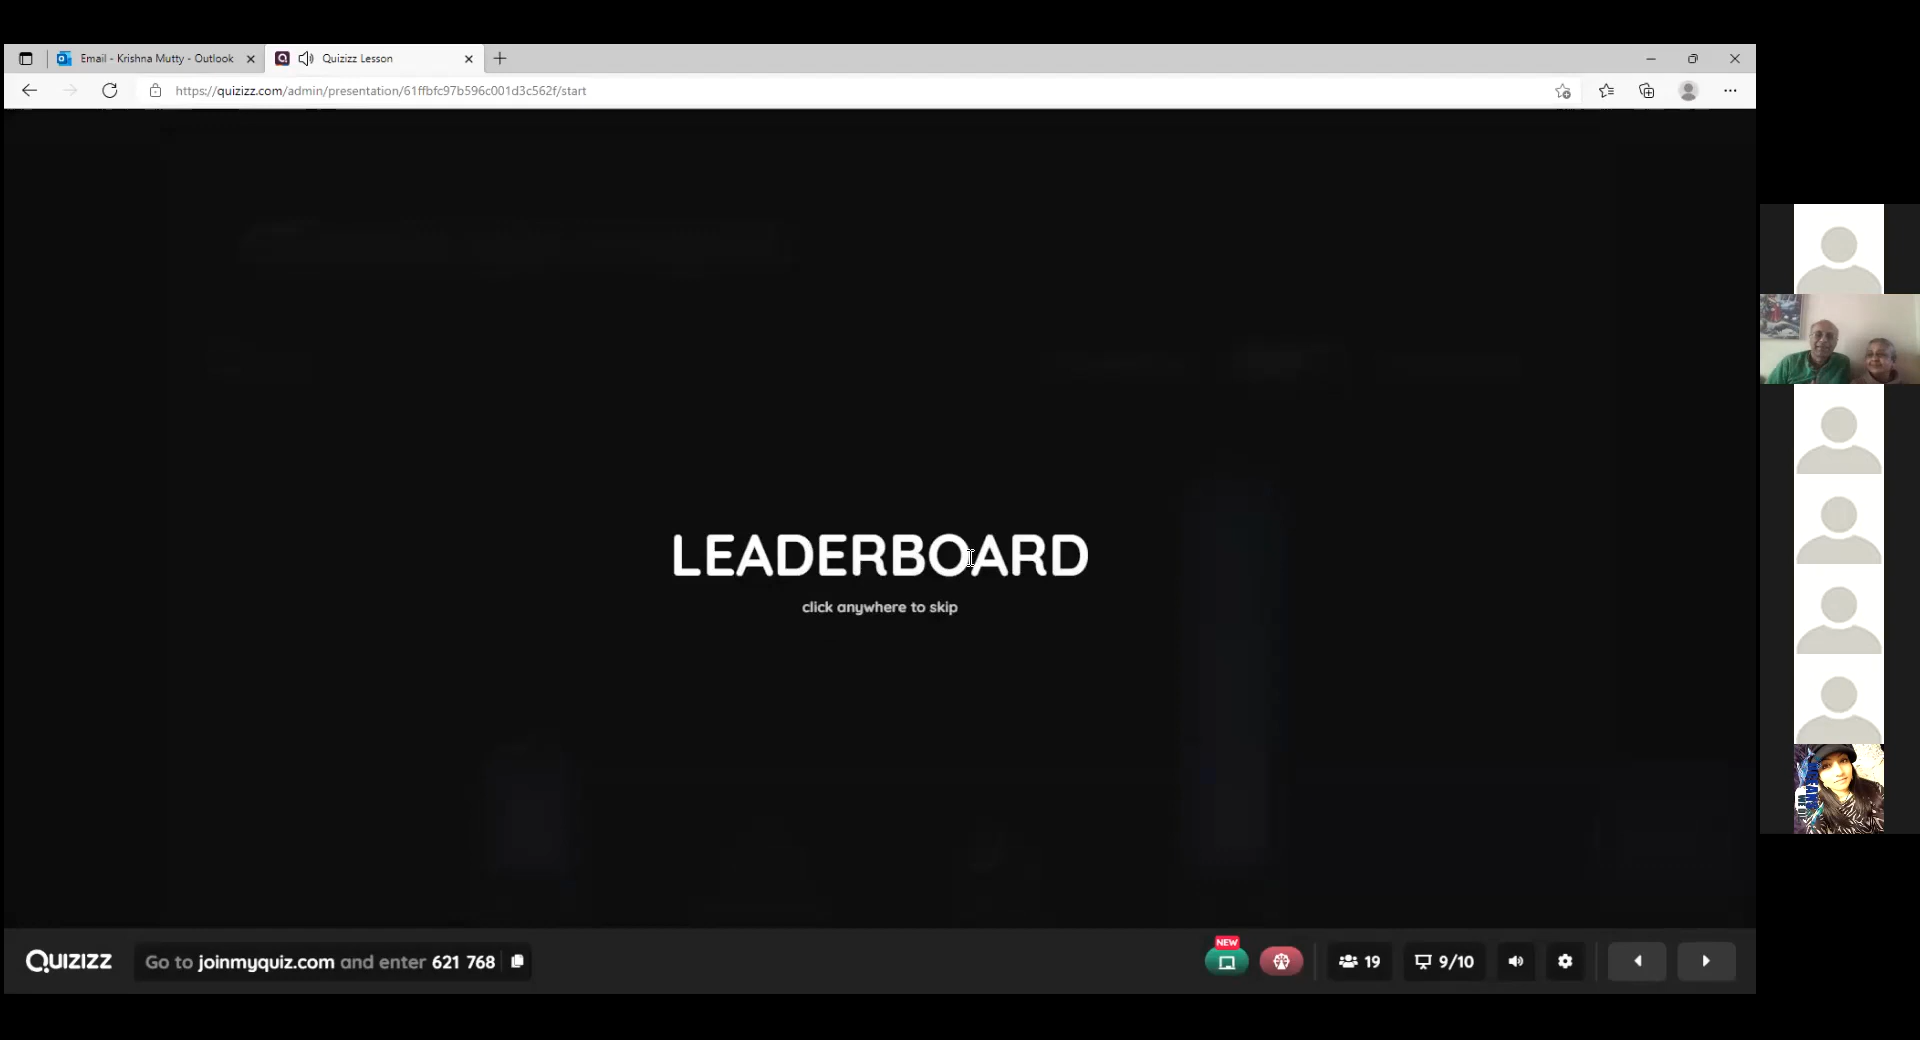 Email - Krishna Mutty - Outlook
Quizizz Lesson
https://quizizz.com/admin/presentation/61ffbfc97b596c001d3c562f/start
LEADERBOARD
click anywhere to skip
NEW
QUIZIZZ
Go to joinmyquiz.com and enter 621 768
19
9/10